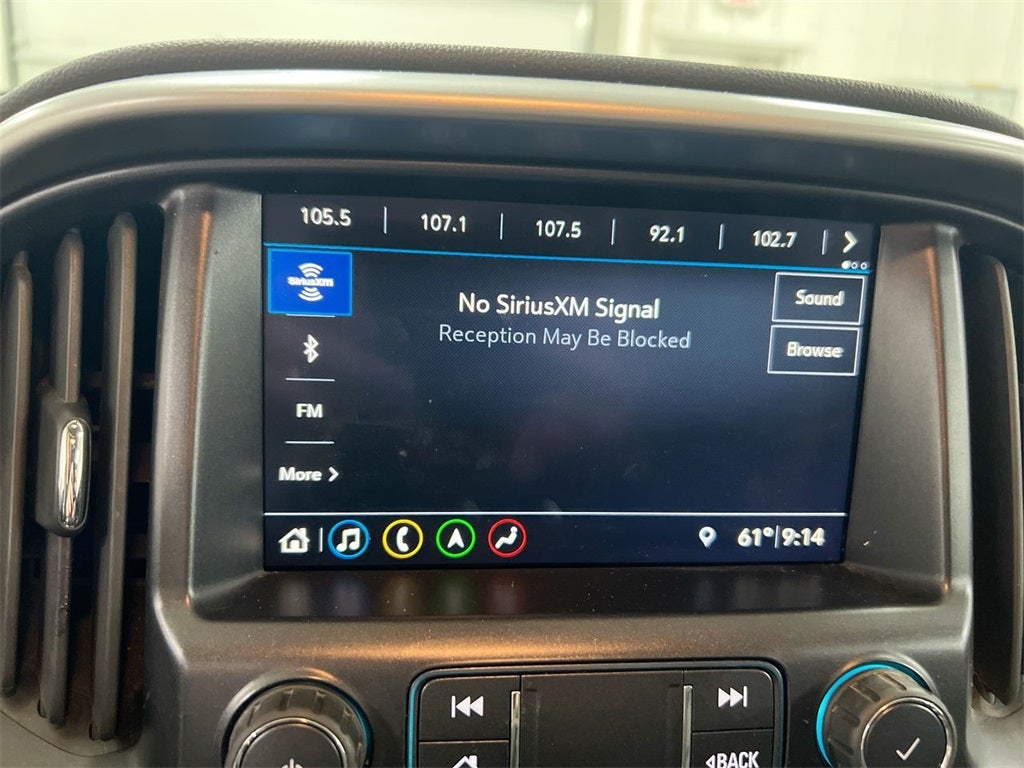 105.5 107.1 107.5 92.1 102.7
SiriusXM
No SiriusXM Signal
Reception May Be Blocked
Sound
Browse
FM
More
61° 9:14
BACK